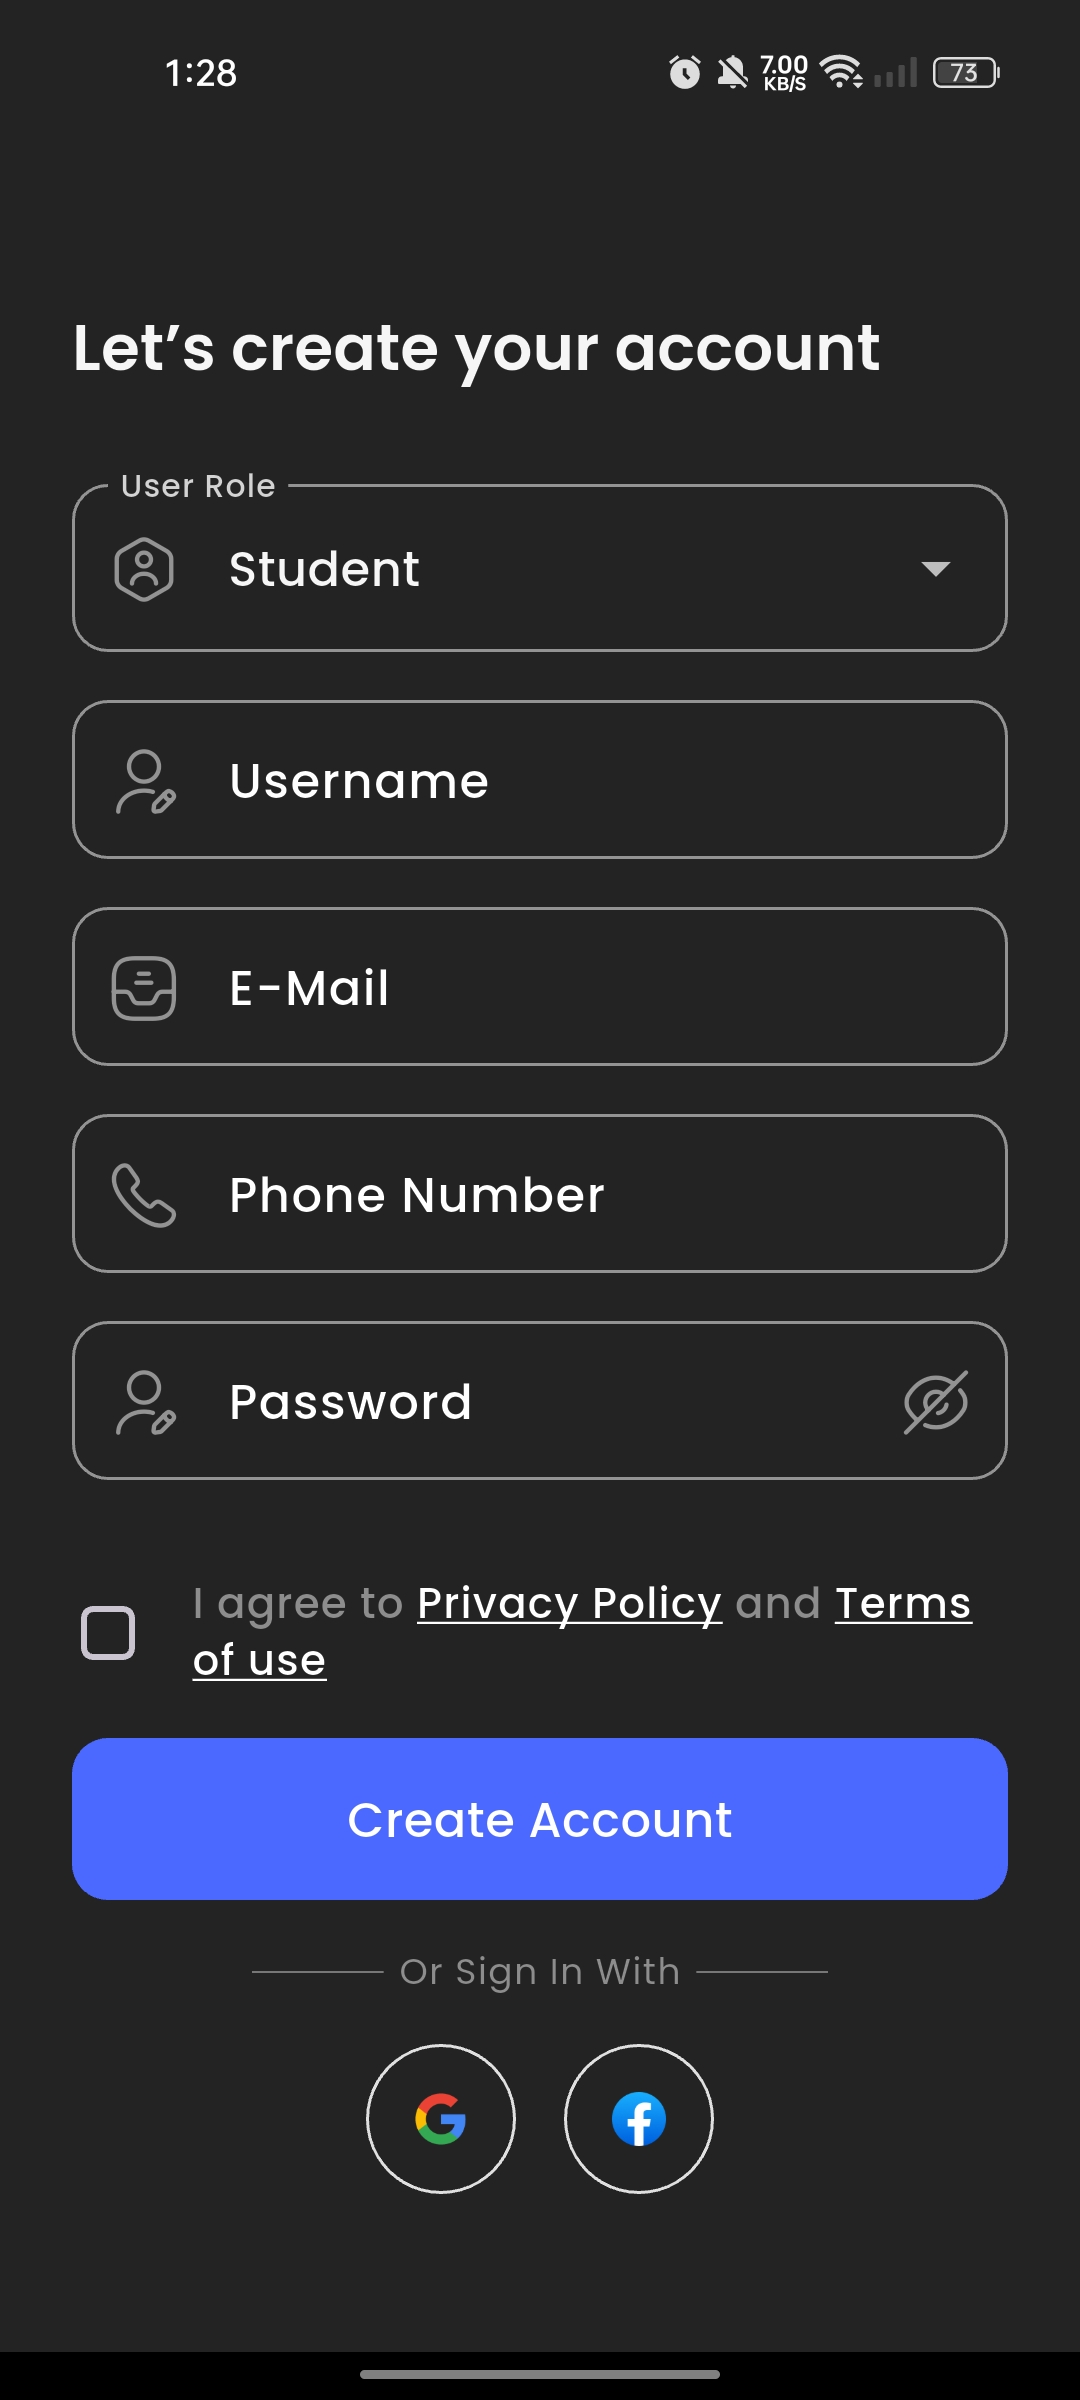 1:28
7.00
KB/S
73
Let’s create your account
User Role
Student
Username
E-Mail
Phone Number
Password
I agree to Privacy Policy and Terms
of use
Create Account
Or Sign In With